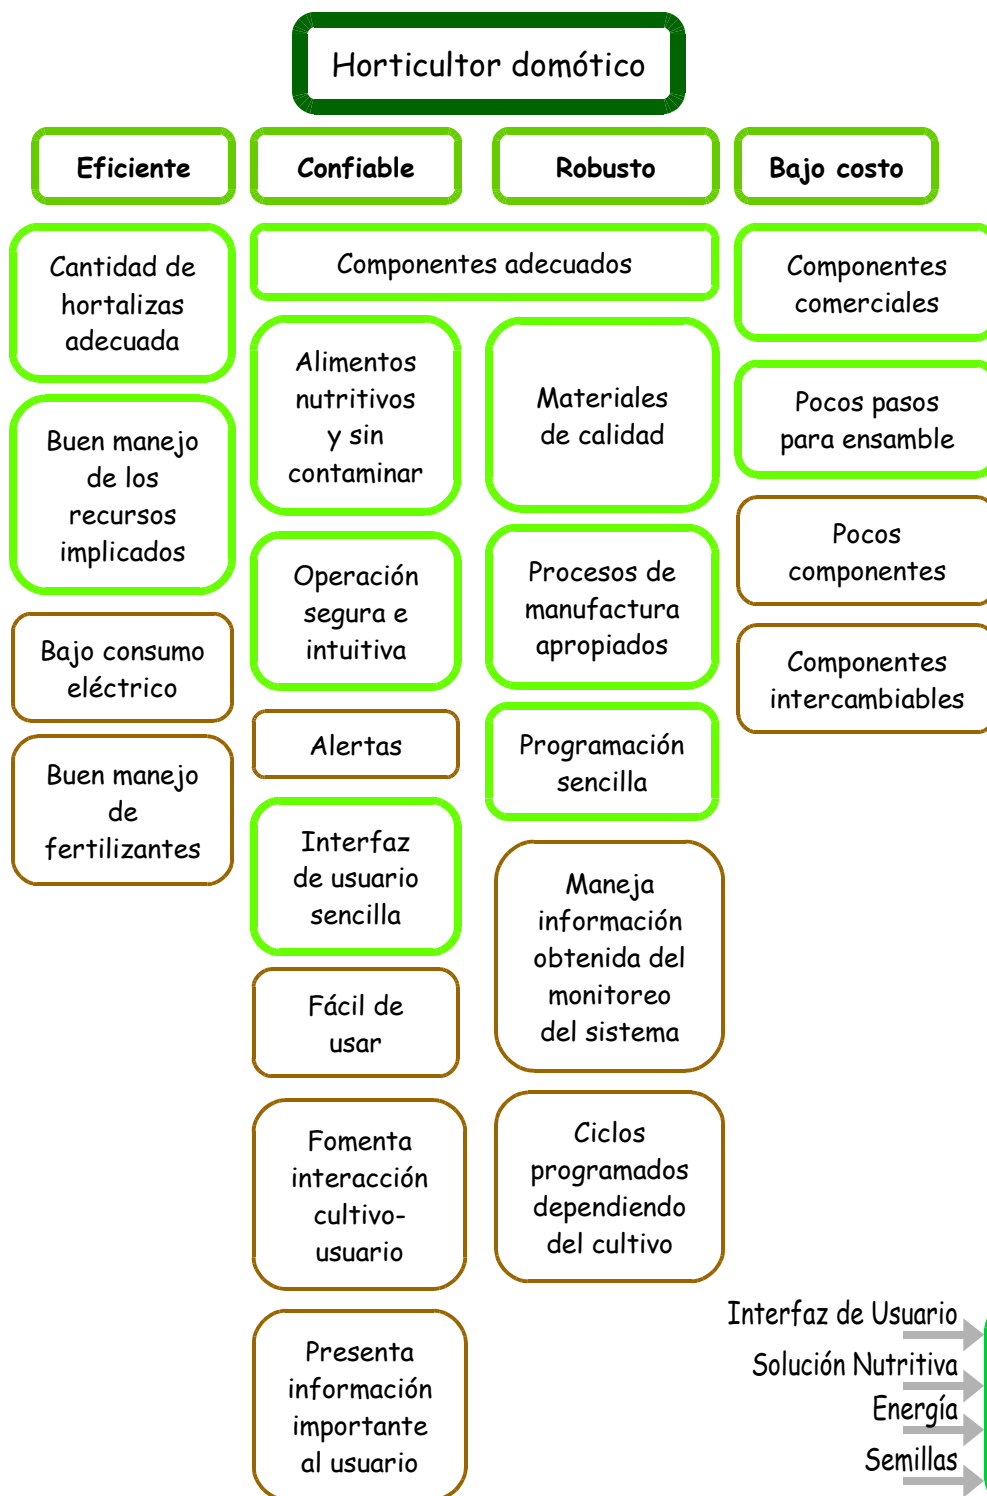 Horticultor domótico
Eficiente
Confiable
Robusto
Bajo costo
Cantidad de
hortalizas
adecuada
Buen manejo
de los
recursos
implicados
Bajo consumo
eléctrico
Buen manejo
de
fertilizantes
Componentes adecuados
Alimentos
nutritivos
y sin
contaminar
Operación
segura e
intuitiva
Alertas
Interfaz
de usuario
sencilla
Fácil de
usar
Fomenta
interacción
cultivo-
usuario
Presenta
información
importante
al usuario
Materiales
de calidad
Procesos de
manufactura
apropiados
Programación
sencilla
Maneja
información
obtenida del
monitoreo
del sistema
Ciclos
programados
dependiendo
del cultivo
Componentes
comerciales
Pocos pasos
para ensamble
Pocos
componentes
Componentes
intercambiables
Interfaz de Usuario
Solución Nutritiva
Energía
Semillas